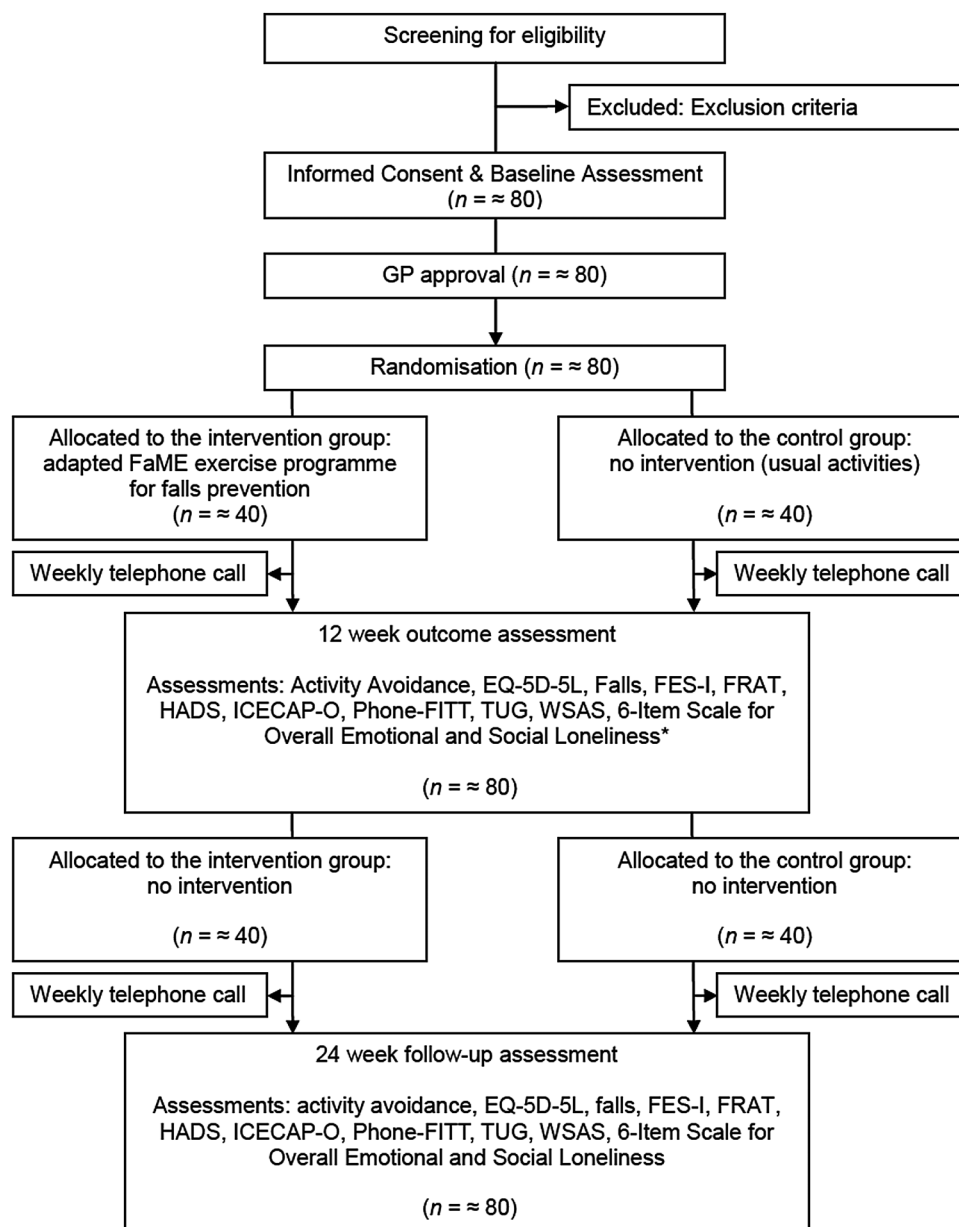 Screening for eligibility
Excluded: Exclusion criteria
Informed Consent & Baseline Assessment
(n = ≈ 80)
GP approval (n = ≈ 80)
Randomisation (n = ≈ 80)
Allocated to the intervention group:
adapted FaME exercise programme
for falls prevention
(n = ≈ 40)
Allocated to the control group:
no intervention (usual activities)
(n = ≈ 40)
Weekly telephone call
Weekly telephone call
12 week outcome assessment
Assessments: Activity Avoidance, EQ-5D-5L, Falls, FES-I, FRAT,
HADS, ICECAP-O, Phone-FITT, TUG, WSAS, 6-Item Scale for
Overall Emotional and Social Loneliness*
(n = ≈ 80)
Allocated to the intervention group:
no intervention
(n = ≈ 40)
Allocated to the control group:
no intervention
(n = ≈ 40)
Weekly telephone call
Weekly telephone call
24 week follow-up assessment
Assessments: activity avoidance, EQ-5D-5L, falls, FES-I, FRAT,
HADS, ICECAP-O, Phone-FITT, TUG, WSAS, 6-Item Scale for
Overall Emotional and Social Loneliness
(n = ≈ 80)